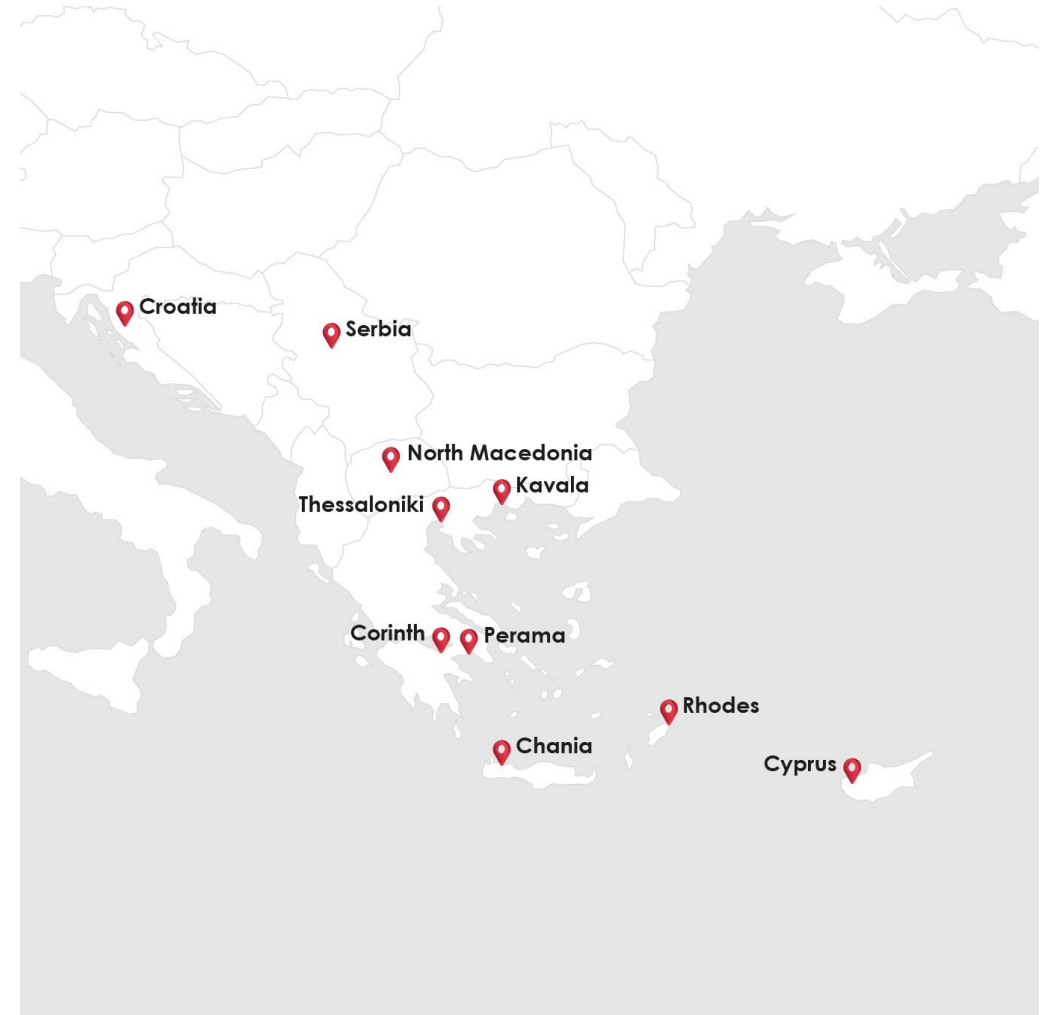 Croatia
Serbia
North Macedonia
Kavala
Thessaloniki
Corinth
Perama
Rhodes
Chania
Cyprus